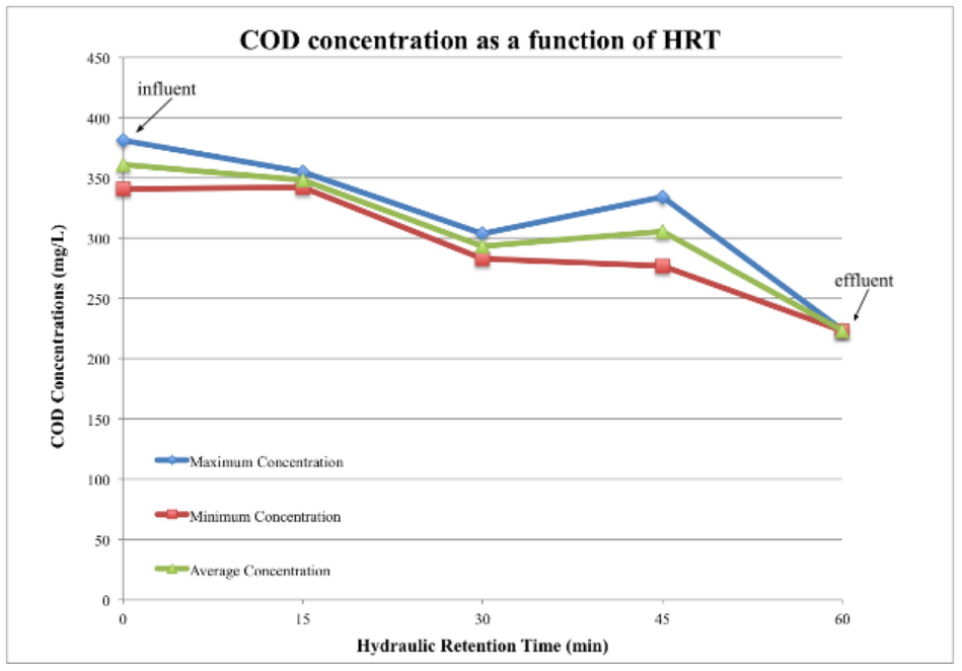 COD concentration as a function of HRT
450
influent
400
350
300
effluent
250
200
150
Maximum Concentration
100
Minimum Concentration
50
Average Concentration
0
0 15 30 45 60
Hydraulic Retention Time (min)
COD Concentrations (mg/L)